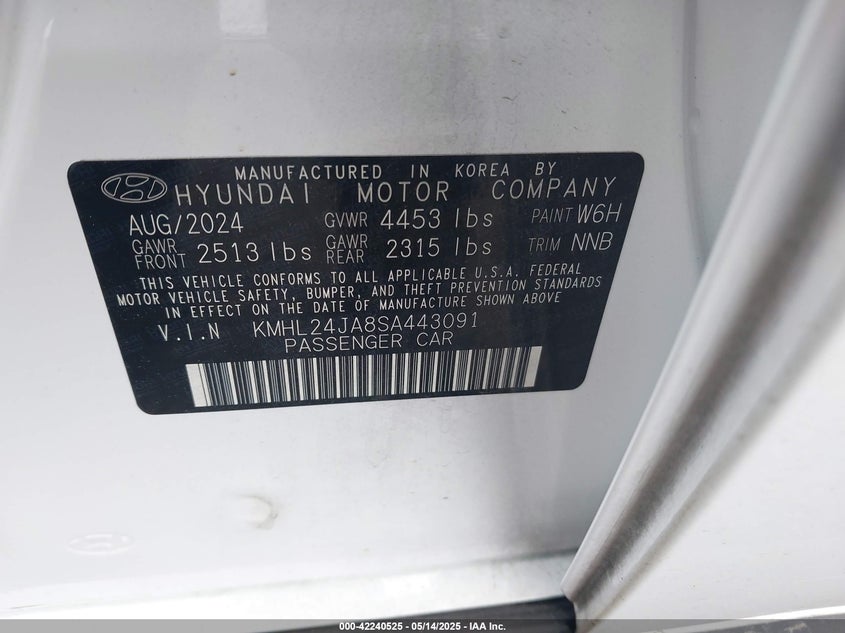 MANUFACTURED IN KOREA BY
HYUNDAI MOTOR COMPANY
AUG/2024 GVWR 4453 lbs PAINT W6H
GAWR FRONT 2513 lbs GAWR REAR 2315 lbs TRIM NNB
THIS VEHICLE CONFORMS TO ALL APPLICABLE U.S.A. FEDERAL
MOTOR VEHICLE SAFETY, BUMPER, AND THEFT PREVENTION STANDARDS
IN EFFECT ON THE DATE OF MANUFACTURE SHOWN ABOVE
V.I.N KMHL24JA8SA443091
PASSENGER CAR
000-42240525 - 05/14/2025 - IAA Inc.